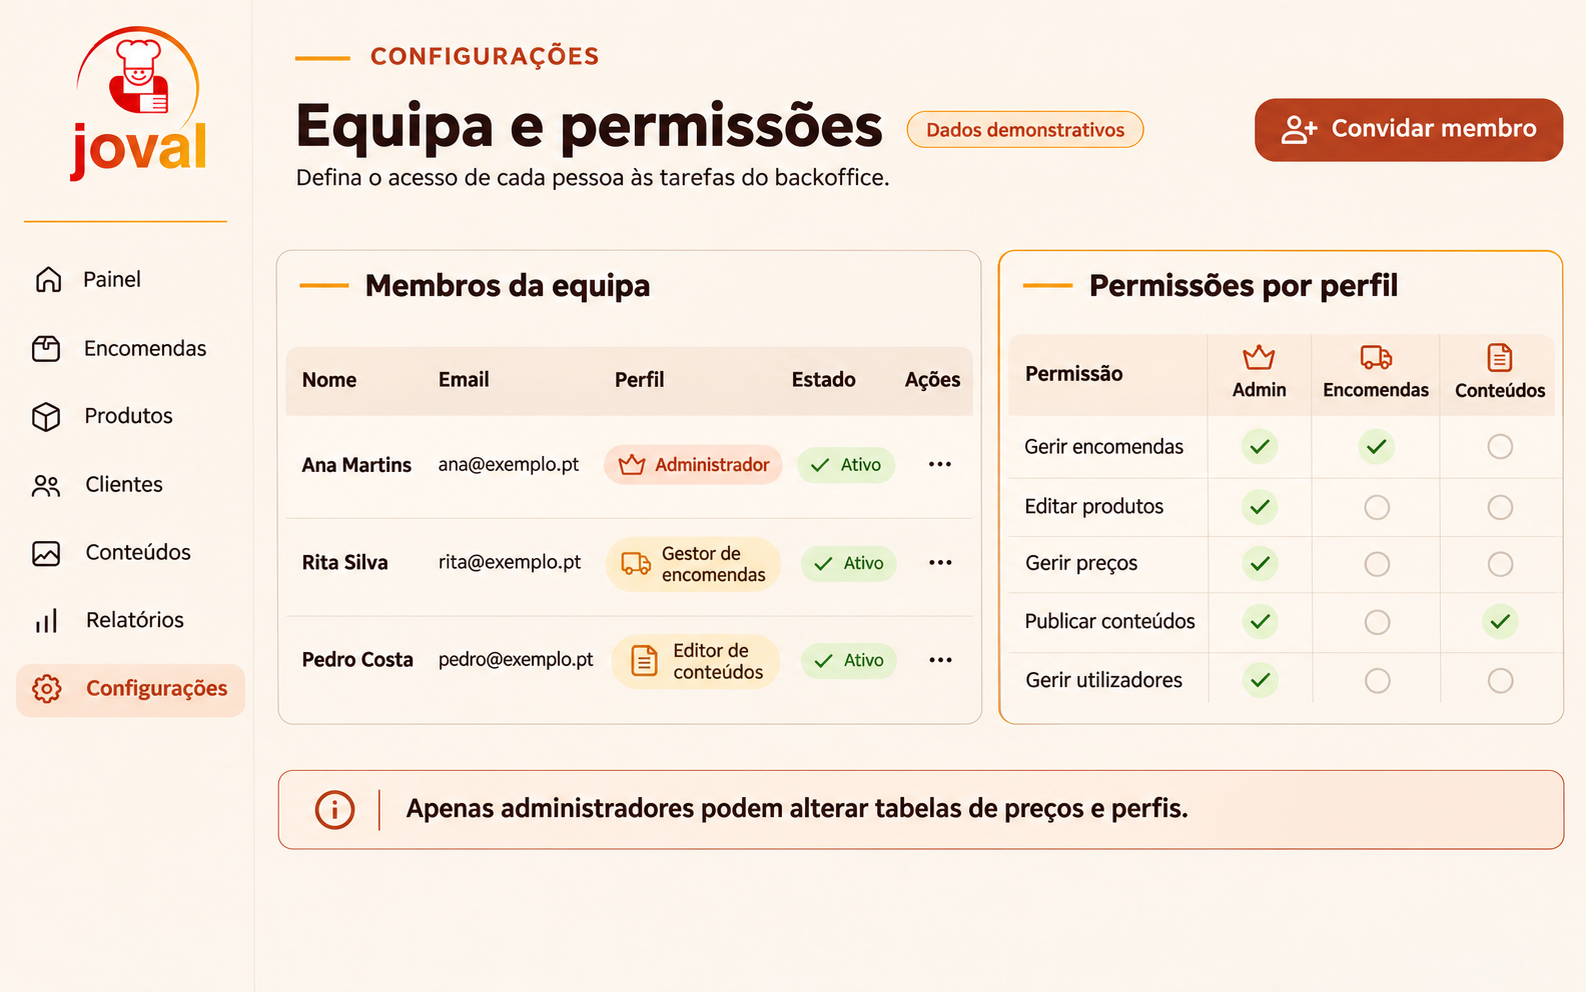 joval
Painel
Encomendas
Produtos
Clientes
Conteúdos
Relatórios
Configurações
CONFIGURAÇÕES
Equipa e permissões
Dados demonstrativos
Defina o acesso de cada pessoa às tarefas do backoffice.
Convidar membro
Membros da equipa
Nome Email Perfil Estado Ações
Ana Martins ana@exemplo.pt Administrador Ativo
Rita Silva rita@exemplo.pt Gestor de
encomendas Ativo
Pedro Costa pedro@exemplo.pt Editor de
conteúdos Ativo
Permissões por perfil
Permissão Admin Encomendas Conteúdos
Gerir encomendas
Editar produtos
Gerir preços
Publicar conteúdos
Gerir utilizadores
Apenas administradores podem alterar tabelas de preços e perfis.